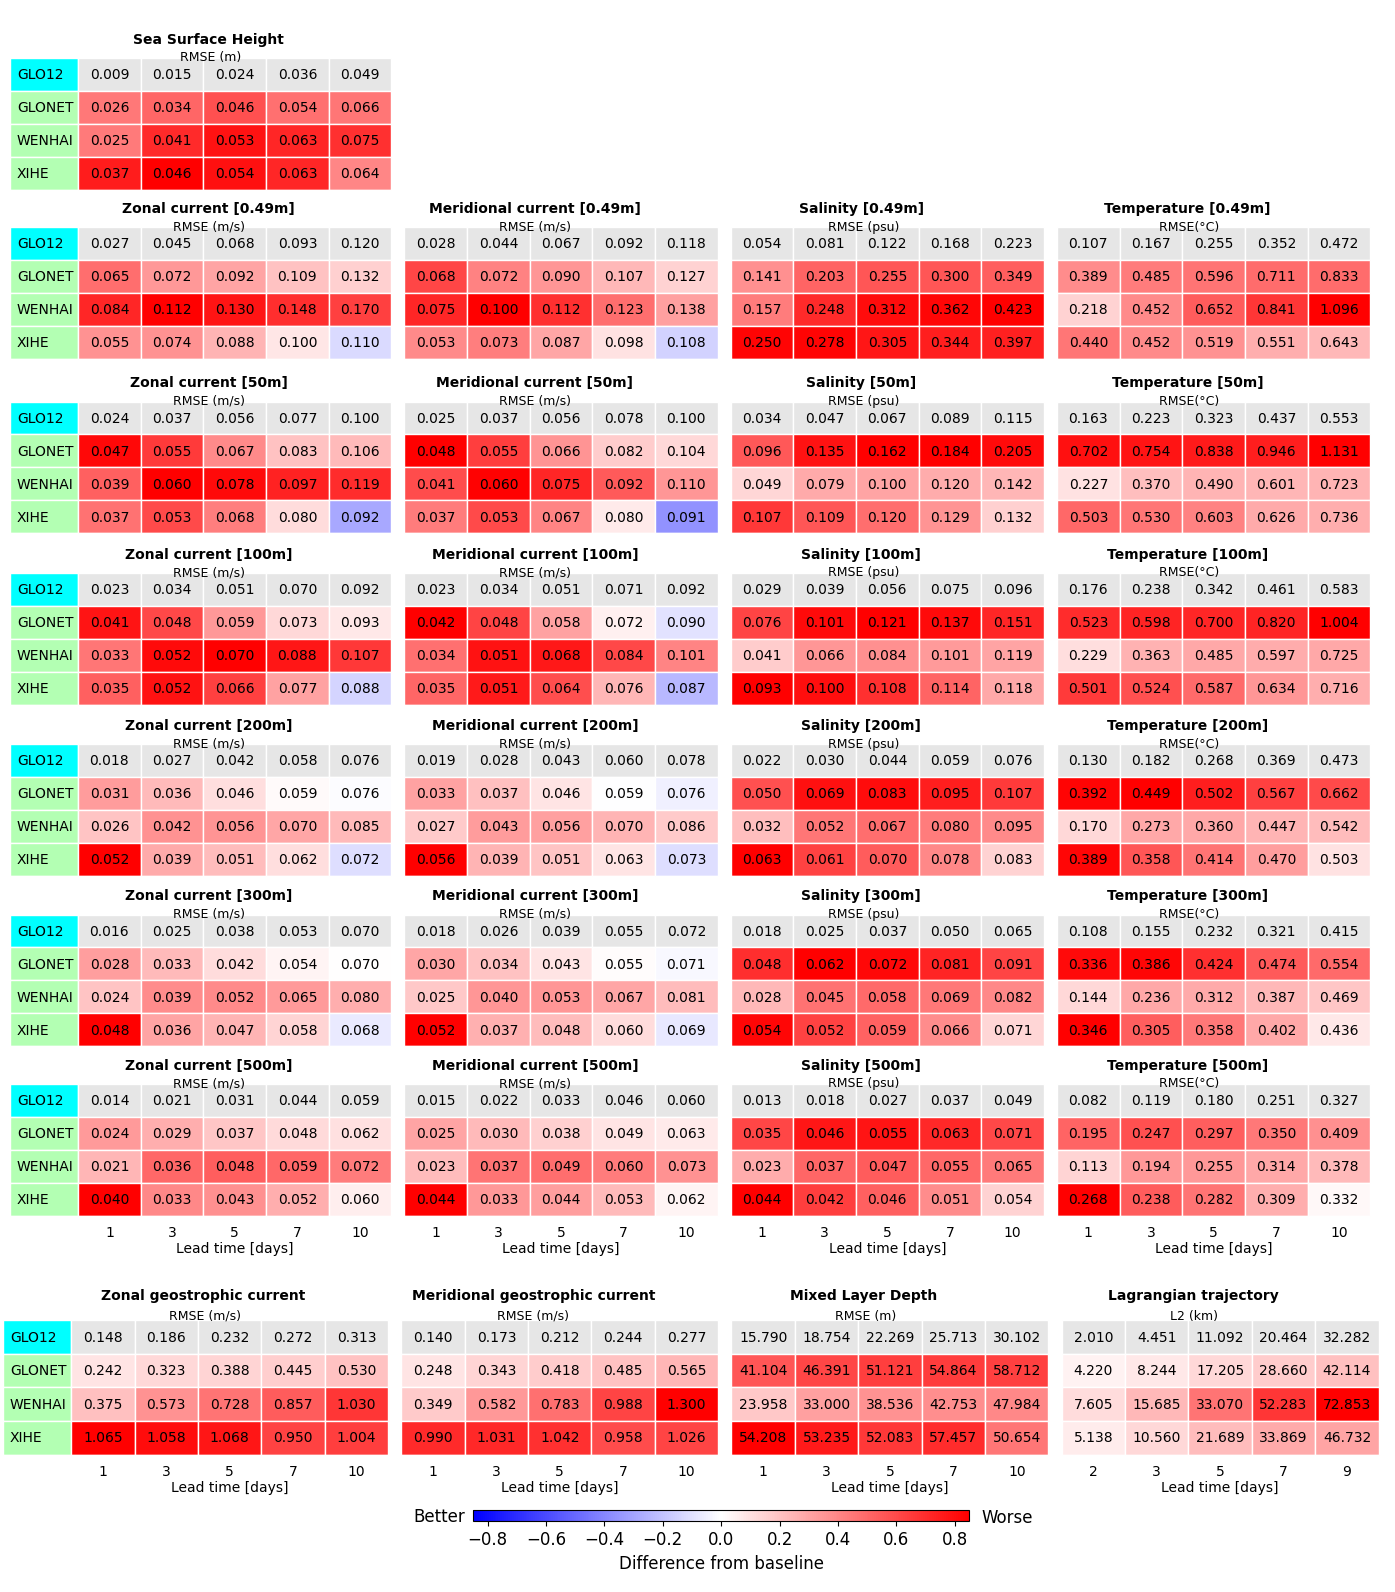 Sea Surface Height
RMSE (m)
GLO12 0.009 0.015 0.024 0.036 0.049
GLONET 0.026 0.034 0.046 0.054 0.066
WENHAI 0.025 0.041 0.053 0.063 0.075
XIHE 0.037 0.046 0.054 0.063 0.064
Zonal current [0.49m] Meridional current [0.49m] Salinity [0.49m] Temperature [0.49m]
RMSE (m/s) RMSE (m/s) RMSE (psu) RMSE(°C)
GLO12 0.027 0.045 0.068 0.093 0.120 0.028 0.044 0.067 0.092 0.118 0.054 0.081 0.122 0.168 0.223 0.107 0.167 0.255 0.352 0.472
GLONET 0.065 0.072 0.092 0.109 0.132 0.068 0.072 0.090 0.107 0.127 0.141 0.203 0.255 0.300 0.349 0.389 0.485 0.596 0.711 0.833
WENHAI 0.084 0.112 0.130 0.148 0.170 0.075 0.100 0.112 0.123 0.138 0.157 0.248 0.312 0.362 0.423 0.218 0.452 0.652 0.841 1.096
XIHE 0.055 0.074 0.088 0.100 0.110 0.053 0.073 0.087 0.098 0.108 0.250 0.278 0.305 0.344 0.397 0.440 0.452 0.519 0.551 0.643
Zonal current [50m] Meridional current [50m] Salinity [50m] Temperature [50m]
RMSE (m/s) RMSE (m/s) RMSE (psu) RMSE(°C)
GLO12 0.024 0.037 0.056 0.077 0.100 0.025 0.037 0.056 0.078 0.100 0.034 0.047 0.067 0.089 0.115 0.163 0.223 0.323 0.437 0.553
GLONET 0.047 0.055 0.067 0.083 0.106 0.048 0.055 0.066 0.082 0.104 0.096 0.135 0.162 0.184 0.205 0.702 0.754 0.838 0.946 1.131
WENHAI 0.039 0.060 0.078 0.097 0.119 0.041 0.060 0.075 0.092 0.110 0.049 0.079 0.100 0.120 0.142 0.227 0.370 0.490 0.601 0.723
XIHE 0.037 0.053 0.068 0.080 0.092 0.037 0.053 0.067 0.080 0.091 0.107 0.109 0.120 0.129 0.132 0.503 0.530 0.603 0.626 0.736
Zonal current [100m] Meridional current [100m] Salinity [100m] Temperature [100m]
RMSE (m/s) RMSE (m/s) RMSE (psu) RMSE(°C)
GLO12 0.023 0.034 0.051 0.070 0.092 0.023 0.034 0.051 0.071 0.092 0.029 0.039 0.056 0.075 0.096 0.176 0.238 0.342 0.461 0.583
GLONET 0.041 0.048 0.059 0.073 0.093 0.042 0.048 0.058 0.072 0.090 0.076 0.101 0.121 0.137 0.151 0.523 0.598 0.700 0.820 1.004
WENHAI 0.033 0.052 0.070 0.088 0.107 0.034 0.051 0.068 0.084 0.101 0.041 0.066 0.084 0.101 0.119 0.229 0.363 0.485 0.597 0.725
XIHE 0.035 0.052 0.066 0.077 0.088 0.035 0.051 0.064 0.076 0.087 0.093 0.100 0.108 0.114 0.118 0.501 0.524 0.587 0.634 0.716
Zonal current [200m] Meridional current [200m] Salinity [200m] Temperature [200m]
RMSE (m/s) RMSE (m/s) RMSE (psu) RMSE(°C)
GLO12 0.018 0.027 0.042 0.058 0.076 0.019 0.028 0.043 0.060 0.078 0.022 0.030 0.044 0.059 0.076 0.130 0.182 0.268 0.369 0.473
GLONET 0.031 0.036 0.046 0.059 0.076 0.033 0.037 0.046 0.059 0.076 0.050 0.069 0.083 0.095 0.107 0.392 0.449 0.502 0.567 0.662
WENHAI 0.026 0.042 0.056 0.070 0.085 0.027 0.043 0.056 0.070 0.086 0.032 0.052 0.067 0.080 0.095 0.170 0.273 0.360 0.447 0.542
XIHE 0.052 0.039 0.051 0.062 0.072 0.056 0.039 0.051 0.063 0.073 0.063 0.061 0.070 0.078 0.083 0.389 0.358 0.414 0.470 0.503
Zonal current [300m] Meridional current [300m] Salinity [300m] Temperature [300m]
RMSE (m/s) RMSE (m/s) RMSE (psu) RMSE(°C)
GLO12 0.016 0.025 0.038 0.053 0.070 0.018 0.026 0.039 0.055 0.072 0.018 0.025 0.037 0.050 0.065 0.108 0.155 0.232 0.321 0.415
GLONET 0.028 0.033 0.042 0.054 0.070 0.030 0.034 0.043 0.055 0.071 0.048 0.062 0.072 0.081 0.091 0.336 0.386 0.424 0.474 0.554
WENHAI 0.024 0.039 0.052 0.065 0.080 0.025 0.040 0.053 0.067 0.081 0.028 0.045 0.058 0.069 0.082 0.144 0.236 0.312 0.387 0.469
XIHE 0.048 0.036 0.047 0.058 0.068 0.052 0.037 0.048 0.060 0.069 0.054 0.052 0.059 0.066 0.071 0.346 0.305 0.358 0.402 0.436
Zonal current [500m] Meridional current [500m] Salinity [500m] Temperature [500m]
RMSE (m/s) RMSE (m/s) RMSE (psu) RMSE(°C)
GLO12 0.014 0.021 0.031 0.044 0.059 0.015 0.022 0.033 0.046 0.060 0.013 0.018 0.027 0.037 0.049 0.082 0.119 0.180 0.251 0.327
GLONET 0.024 0.029 0.037 0.048 0.062 0.025 0.030 0.038 0.049 0.063 0.035 0.046 0.055 0.063 0.071 0.195 0.247 0.297 0.350 0.409
WENHAI 0.021 0.036 0.048 0.059 0.072 0.023 0.037 0.049 0.060 0.073 0.023 0.037 0.047 0.055 0.065 0.113 0.194 0.255 0.314 0.378
XIHE 0.040 0.033 0.043 0.052 0.060 0.044 0.033 0.044 0.053 0.062 0.044 0.042 0.046 0.051 0.054 0.268 0.238 0.282 0.309 0.332
1 3 5 7 10 1 3 5 7 10 1 3 5 7 10 1 3 5 7 10
Lead time [days] Lead time [days] Lead time [days] Lead time [days]
Zonal geostrophic current Meridional geostrophic current Mixed Layer Depth Lagrangian trajectory
RMSE (m/s) RMSE (m/s) RMSE (m) L2 (km)
GLO12 0.148 0.186 0.232 0.272 0.313 0.140 0.173 0.212 0.244 0.277 15.790 18.754 22.269 25.713 30.102 2.010 4.451 11.092 20.464 32.282
GLONET 0.242 0.323 0.388 0.445 0.530 0.248 0.343 0.418 0.485 0.565 41.104 46.391 51.121 54.864 58.712 4.220 8.244 17.205 28.660 42.114
WENHAI 0.375 0.573 0.728 0.857 1.030 0.349 0.582 0.783 0.988 1.300 23.958 33.000 38.536 42.753 47.984 7.605 15.685 33.070 52.283 72.853
XIHE 1.065 1.058 1.068 0.950 1.004 0.990 1.031 1.042 0.958 1.026 54.208 53.235 52.083 57.457 50.654 5.138 10.560 21.689 33.869 46.732
1 3 5 7 10 1 3 5 7 10 1 3 5 7 10 2 3 5 7 9
Lead time [days] Lead time [days] Lead time [days] Lead time [days]
Better Worse
−0.8 −0.6 −0.4 −0.2 0.0 0.2 0.4 0.6 0.8
Difference from baseline